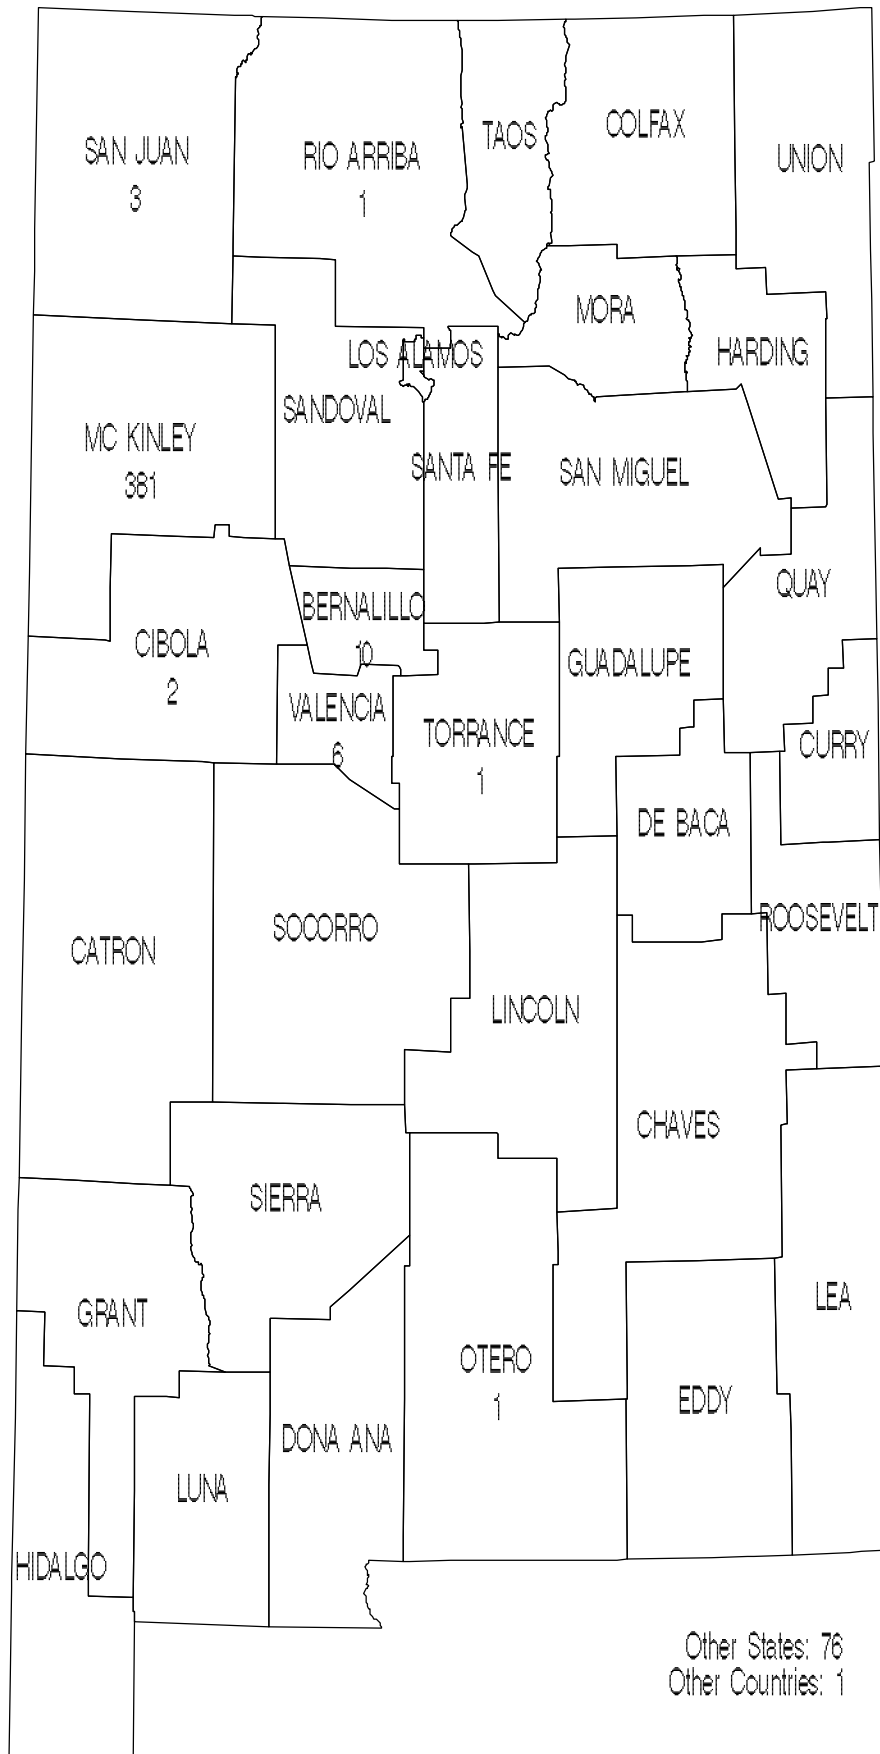 SAN JUAN
3
RIO ARRIBA
1
TAOS
COLFAX
UNION
MORA
HARDING
LOS ALAMOS
SANDOVAL
MC KINLEY
381
SANTA FE
SAN MIGUEL
QUAY
BERNALILLO
10
CIBOLA
2
GUADALUPE
VALENCIA
6
TORRANCE
1
CURRY
DE BACA
ROOSEVELT
CATRON
SOCORRO
LINCOLN
CHAVES
SIERRA
GRANT
LEA
OTERO
1
EDDY
DONA ANA
LUNA
HIDALGO
Other States: 76
Other Countries: 1